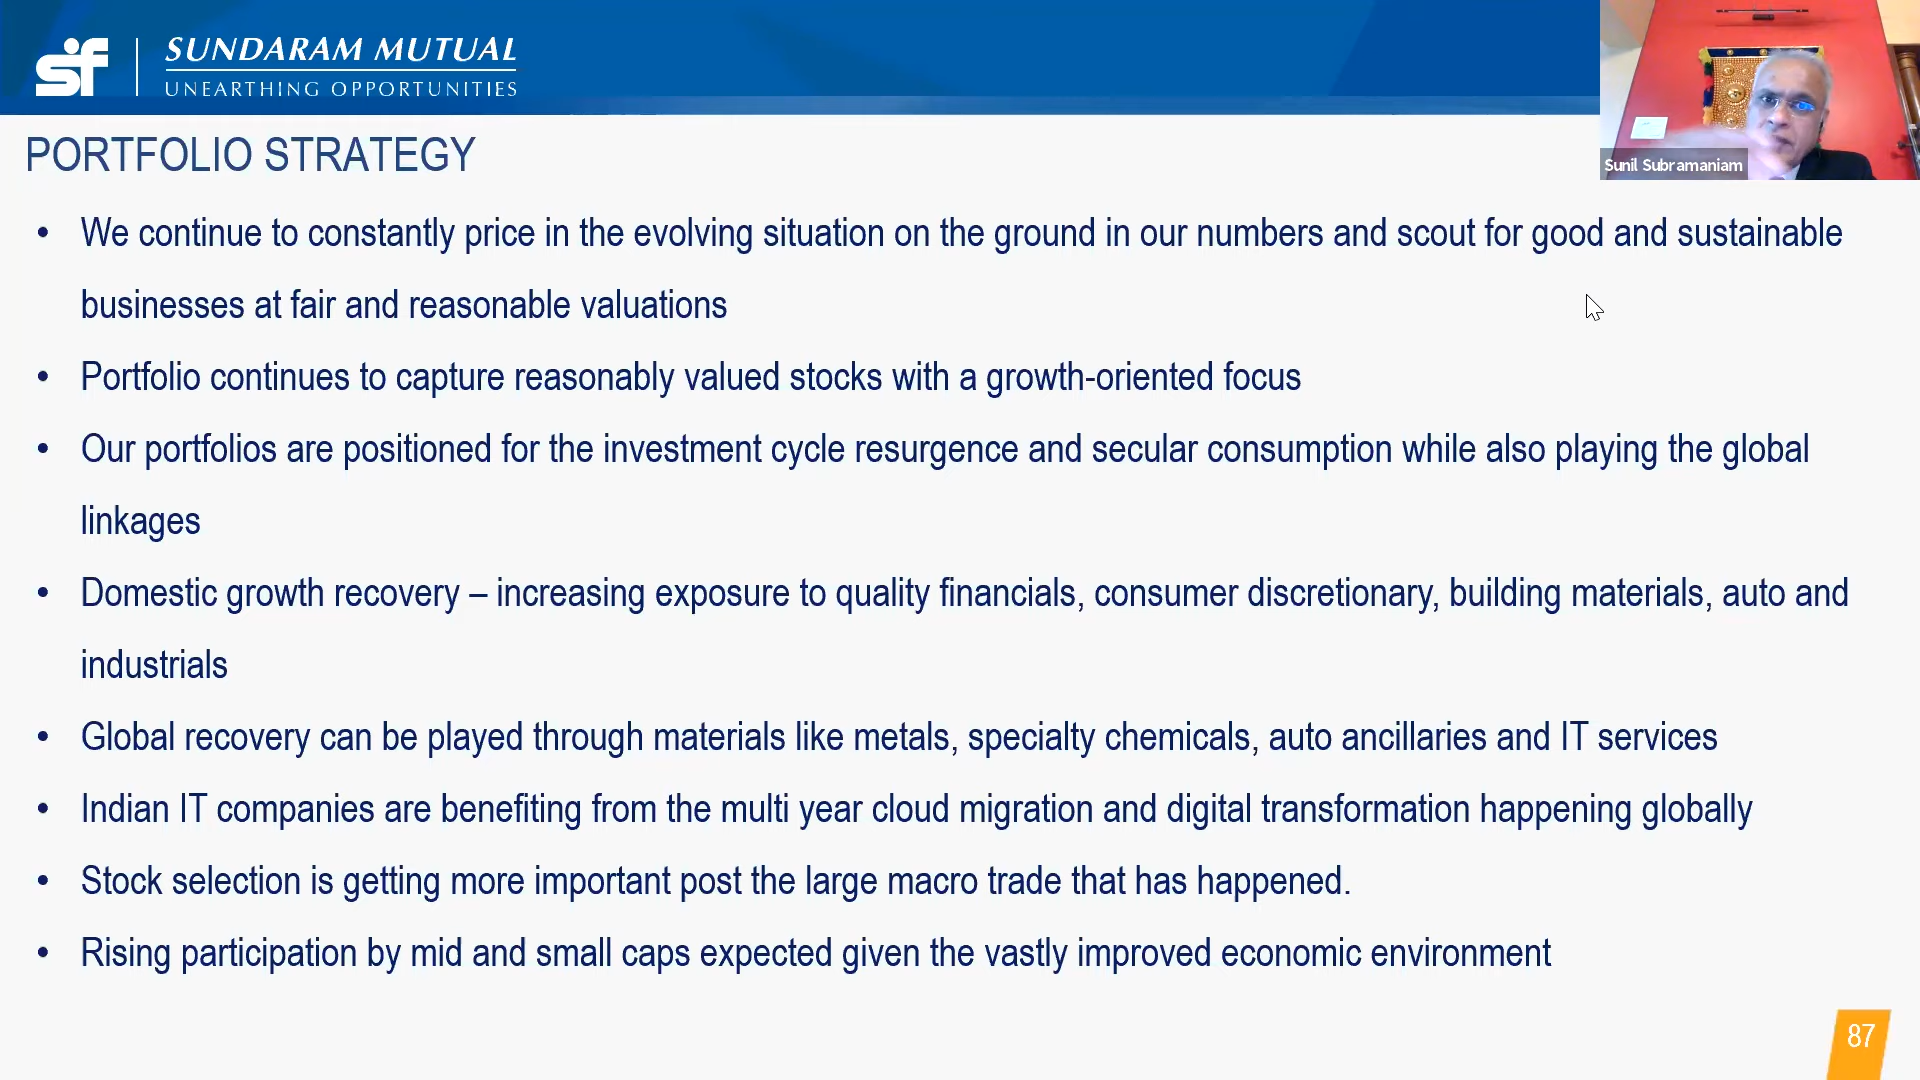 sf
SUNDARAM MUTUAL
UNEARTHING OPPORTUNITIES
Sunil Subramaniam
PORTFOLIO STRATEGY
• We continue to constantly price in the evolving situation on the ground in our numbers and scout for good and sustainable
businesses at fair and reasonable valuations
• Portfolio continues to capture reasonably valued stocks with a growth-oriented focus
• Our portfolios are positioned for the investment cycle resurgence and secular consumption while also playing the global
linkages
• Domestic growth recovery – increasing exposure to quality financials, consumer discretionary, building materials, auto and
industrials
• Global recovery can be played through materials like metals, specialty chemicals, auto ancillaries and IT services
• Indian IT companies are benefiting from the multi year cloud migration and digital transformation happening globally
• Stock selection is getting more important post the large macro trade that has happened.
• Rising participation by mid and small caps expected given the vastly improved economic environment
87